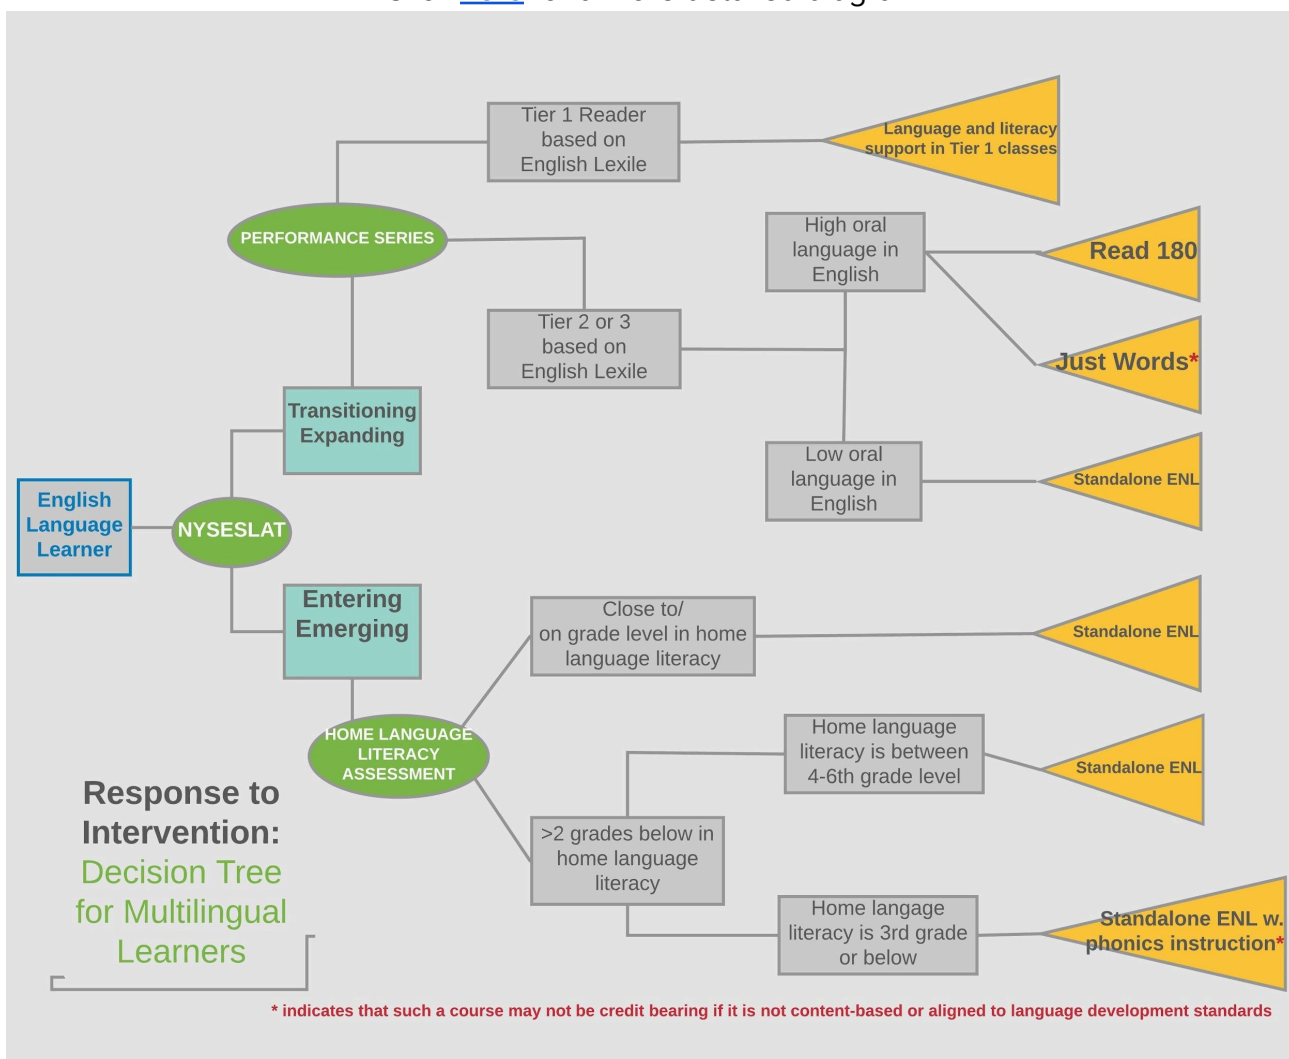 Tier 1 Reader
based on
English Lexile
Language and literacy
support in Tier 1 classes
PERFORMANCE SERIES
High oral
language in
English
Read 180
Tier 2 or 3
based on
English Lexile
Just Words*
Transitioning
Expanding
Low oral
language in
English
Standalone ENL
English
Language
Learner
NYSESLAT
Entering
Emerging
Close to/
on grade level in home
language literacy
Standalone ENL
HOME LANGUAGE
LITERACY
ASSESSMENT
Home language
literacy is between
4-6th grade level
Standalone ENL
>2 grades below in
home language
literacy
Home langage
literacy is 3rd grade
or below
Standalone ENL w.
phonics instruction*
Response to
Intervention:
Decision Tree
for Multilingual
Learners
* indicates that such a course may not be credit bearing if it is not content-based or aligned to language development standards